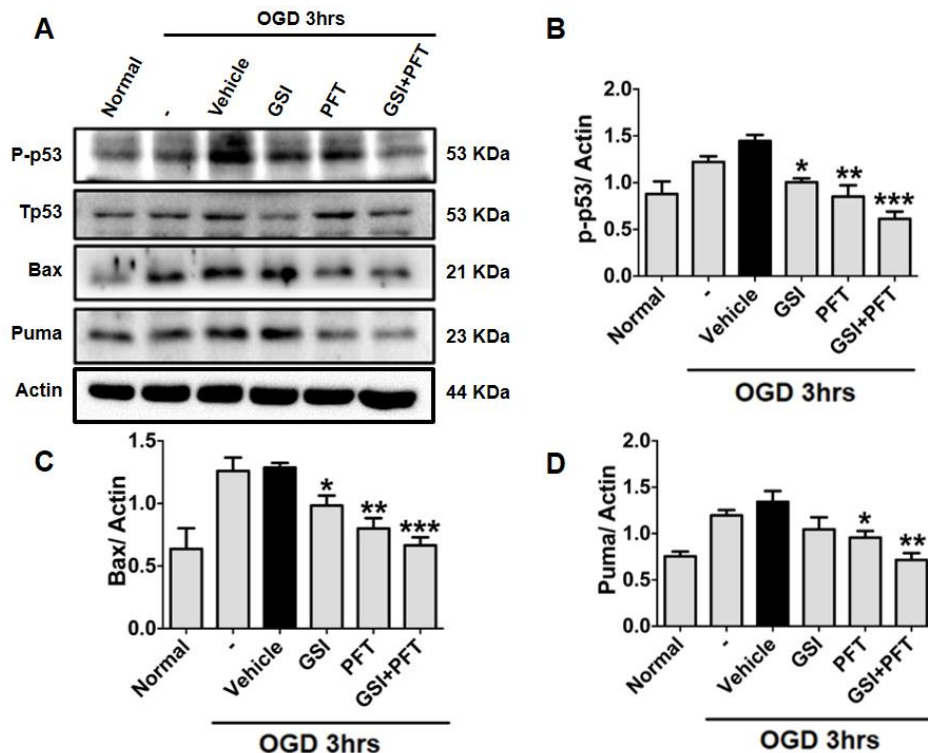 A
OGD 3hrs
Normal
-
Vehicle
GSI
PFT
GSI+PFT
P-p53
53 KDa
Tp53
53 KDa
Bax
21 KDa
Puma
23 KDa
Actin
44 KDa
B
p-p53/ Actin
2.0
1.5
1.0
0.5
0.0
*
**
***
Normal
-
Vehicle
GSI
PFT
GSI+PFT
OGD 3hrs
C
Bax/ Actin
1.5
1.0
0.5
0.0
*
**
***
Normal
-
Vehicle
GSI
PFT
GSI+PFT
OGD 3hrs
D
Puma/ Actin
2.0
1.5
1.0
0.5
0.0
*
**
Normal
-
Vehicle
GSI
PFT
GSI+PFT
OGD 3hrs